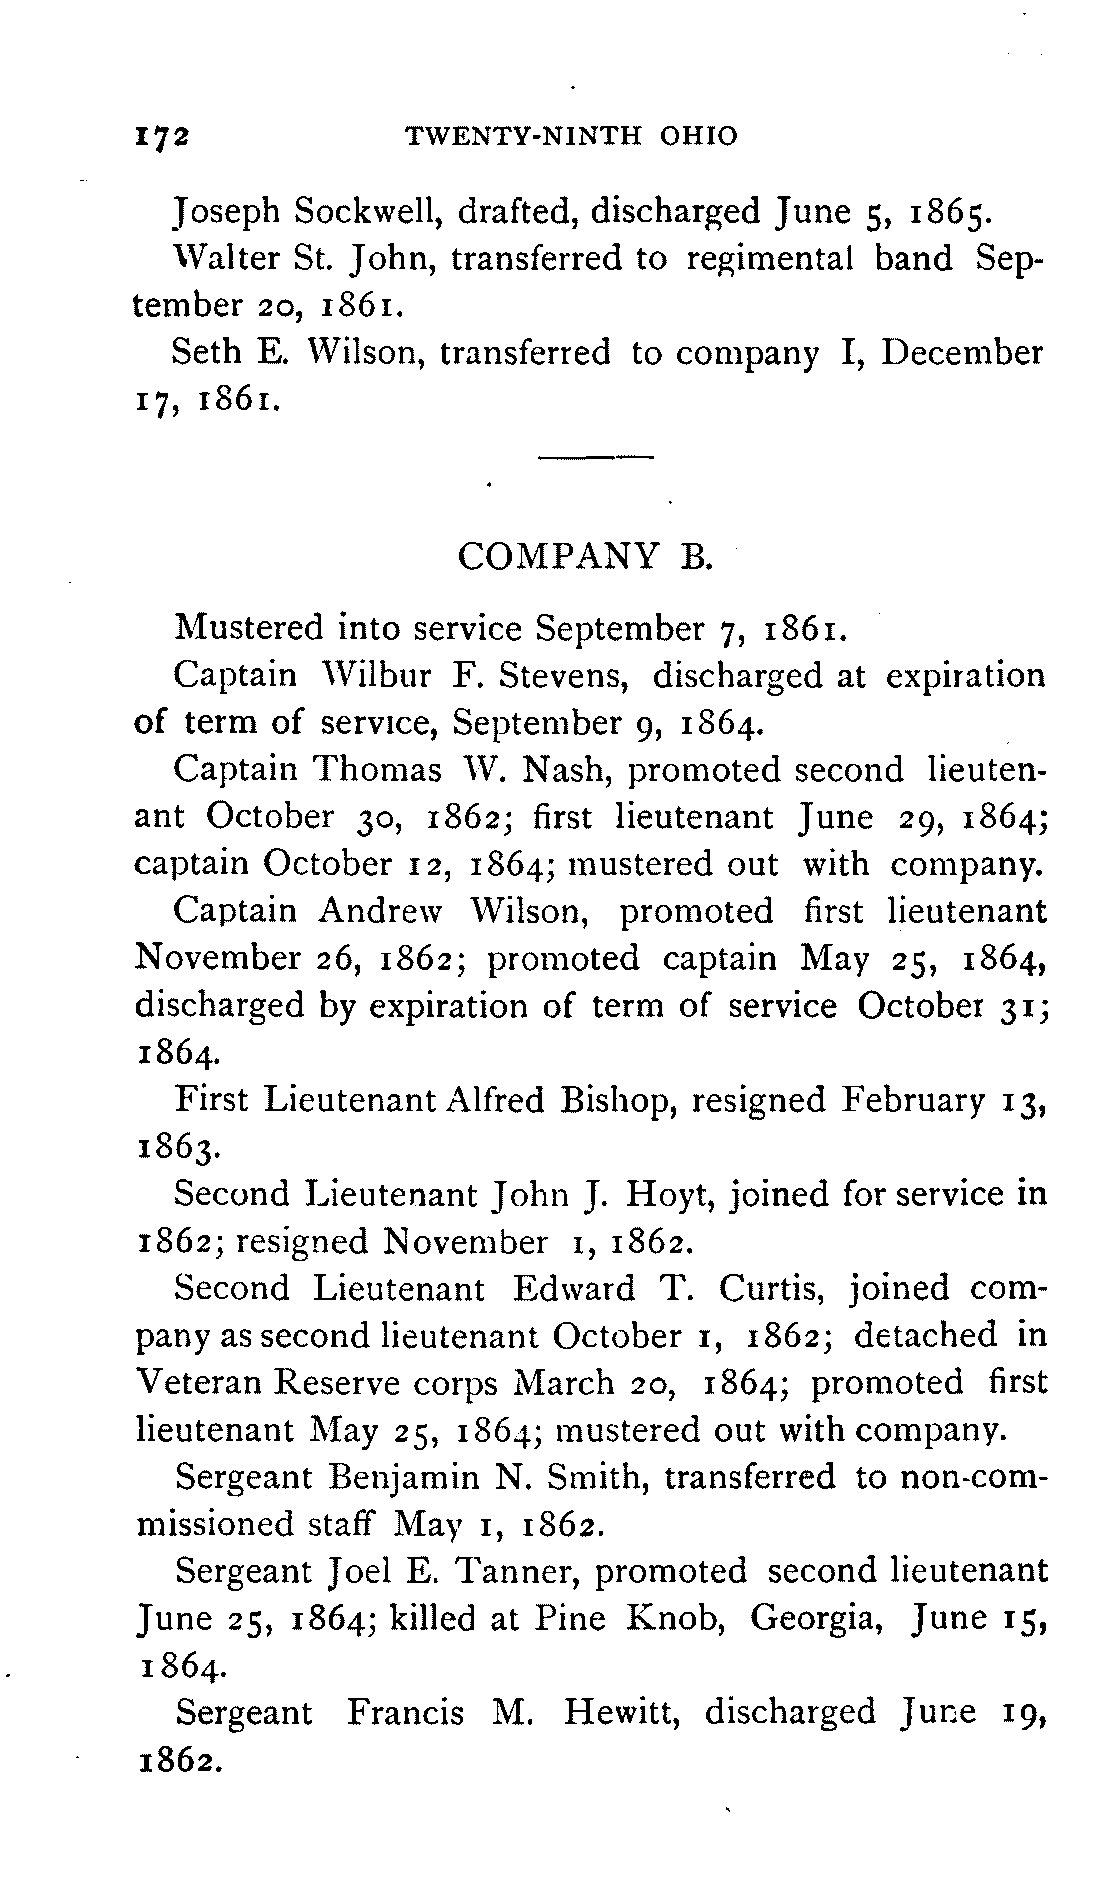 172 TWENTY-NINTH OHIO
Joseph Sockwell, drafted, discharged June 5, 1865.
Walter St. John, transferred to regimental band Sep-
tember 20, 1861.
Seth E. Wilson, transferred to company I, December
17, 1861.
COMPANY B.
Mustered into service September 7, 1861.
Captain Wilbur F. Stevens, discharged at expiration
of term of service, September 9, 1864.
Captain Thomas W. Nash, promoted second lieuten-
ant October 30, 1862; first lieutenant June 29, 1864;
captain October 12, 1864; mustered out with company.
Captain Andrew Wilson, promoted first lieutenant
November 26, 1862; promoted captain May 25, 1864,
discharged by expiration of term of service October 31;
1864.
First Lieutenant Alfred Bishop, resigned February 13,
1863.
Second Lieutenant John J. Hoyt, joined for service in
1862; resigned November 1, 1862.
Second Lieutenant Edward T. Curtis, joined com-
pany as second lieutenant October 1, 1862; detached in
Veteran Reserve corps March 20, 1864; promoted first
lieutenant May 25, 1864; mustered out with company.
Sergeant Benjamin N. Smith, transferred to non-com-
missioned staff May 1, 1862.
Sergeant Joel E. Tanner, promoted second lieutenant
June 25, 1864; killed at Pine Knob, Georgia, June 15,
1864.
Sergeant Francis M. Hewitt, discharged June 19,
1862.